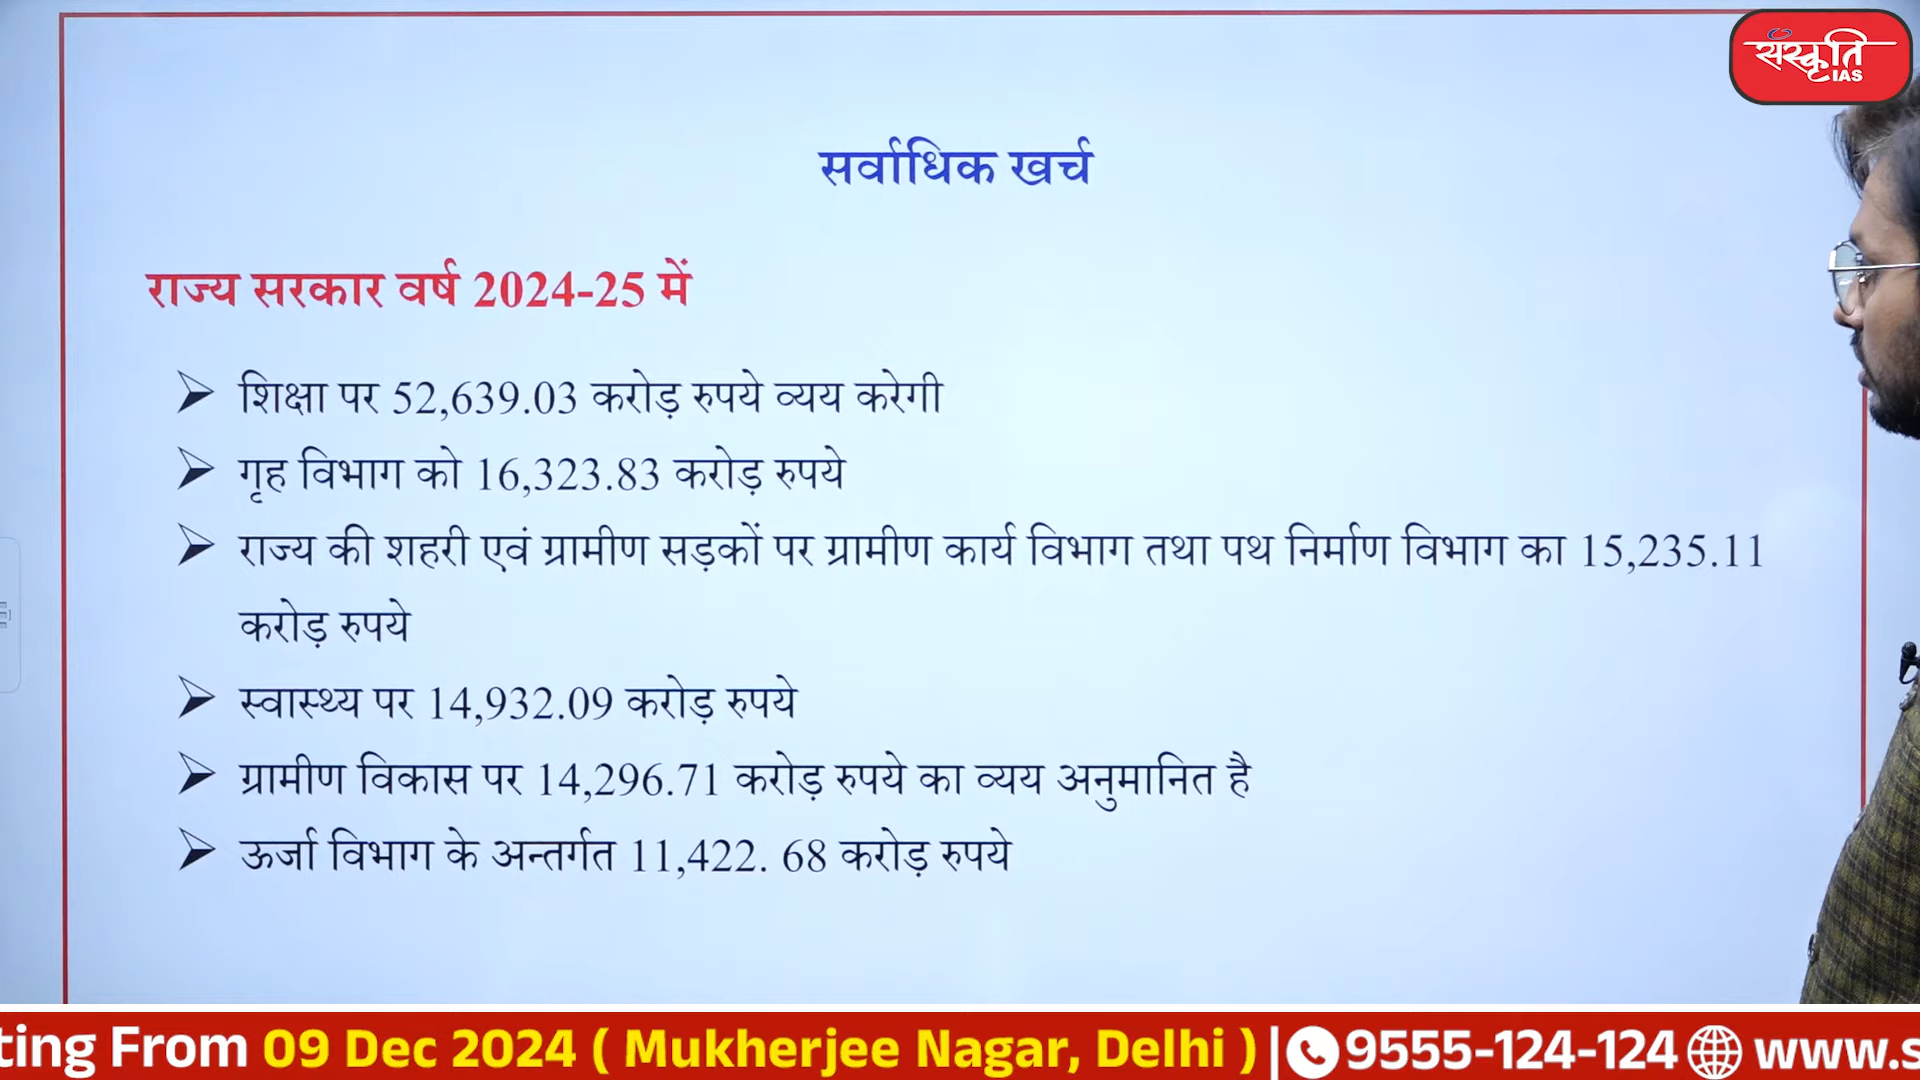 संस्कृति
IAS
सर्वाधिक खर्च
राज्य सरकार वर्ष 2024-25 में
➢ शिक्षा पर 52,639.03 करोड़ रुपये व्यय करेगी
➢ गृह विभाग को 16,323.83 करोड़ रुपये
➢ राज्य की शहरी एवं ग्रामीण सड़कों पर ग्रामीण कार्य विभाग तथा पथ निर्माण विभाग का 15,235.11
करोड़ रुपये
➢ स्वास्थ्य पर 14,932.09 करोड़ रुपये
➢ ग्रामीण विकास पर 14,296.71 करोड़ रुपये का व्यय अनुमानित है
➢ ऊर्जा विभाग के अन्तर्गत 11,422. 68 करोड़ रुपये
ting From 09 Dec 2024 ( Mukherjee Nagar, Delhi ) | 9555-124-124 www.s